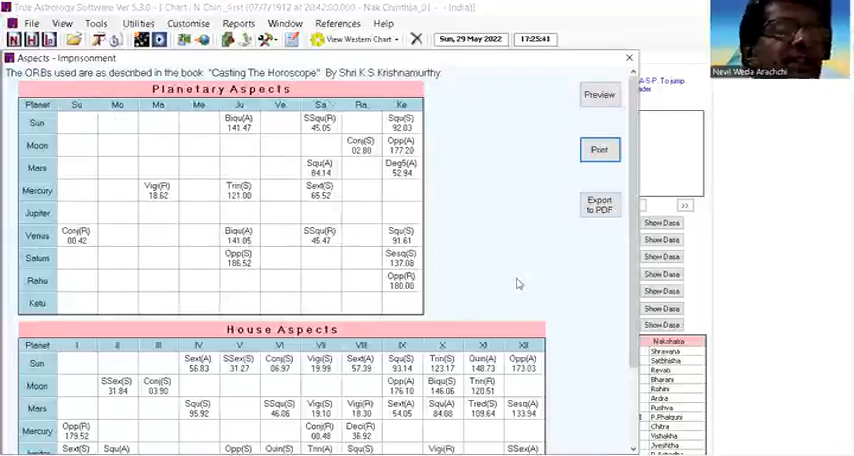 True Astrology Software Ver 5.3.0 - [ Chart / N Chin _first (07/7/1912 at 20:42:00.000 - Nak Chinthja_01 - - India)]
File View Tools Utilities Customise Reports Window References Help
View Western Chart Sun, 29 May 2022 17:25:41
Aspects - Imprisonment
The ORBs used are as described in the book "Casting The Horoscope" By Shri K.S.Krishnamurthy
Planetary Aspects
Planet Su Mo Ma Me Ju Ve Sa Ra Ke
Sun Biqu(A) SSqu(R) Squ(S)
141.47 45.05 92.03
Moon Conj(S) Opp(A)
02.80 177.20
Mars Squ(A) Deg5(A)
84.14 52.94
Mercury Vigi(R) Trin(S) Sext(S)
18.62 121.00 65.52
Jupiter
Venus Conj(R) Biqu(A) SSqu(R) Squ(S)
00.42 141.05 45.47 91.61
Saturn Opp(S) Sesq(S)
186.52 137.08
Rahu Opp(R)
180.00
Ketu
House Aspects
Planet I II III IV V VI VII VIII IX X XI XII
Sun Sext(A) SSex(A) Conj(S) Vigi(S) Sext(A) Squ(S) Trin(S) Quin(A) Opp(A)
56.83 31.27 06.97 19.99 57.39 93.14 123.17 148.73 173.03
Moon SSex(S) Conj(S) Opp(A) Biqu(S) Trin(R)
31.84 03.90 176.10 146.06 120.51
Mars Squ(S) SSqu(S) Vigi(S) Vigi(R) Sext(A) Squ(A) Tred(S) Sesq(A)
95.92 46.06 19.10 18.30 54.05 84.08 109.64 133.94
Mercury Opp(R) Conj(S) Deci(R)
179.52 08.48 36.92
Sext(S) Squ(A) Opp(S) Quin(S) Trin(A) Squ(S) Vigi(R) SSex(A)
Preview
Print
Export
to PDF
Nevil Weda Arachchi
A-S-P. To jump
>>
Show Dasa
Show Dasa
Show Dasa
Show Dasa
Show Dasa
Show Dasa
Show Dasa
Nakshatra
Shravana
Satbhisha
Revati
Bharani
Rohini
Ardra
Pushya
P.Phalguni
Chitra
Vishakha
Jyeshtha